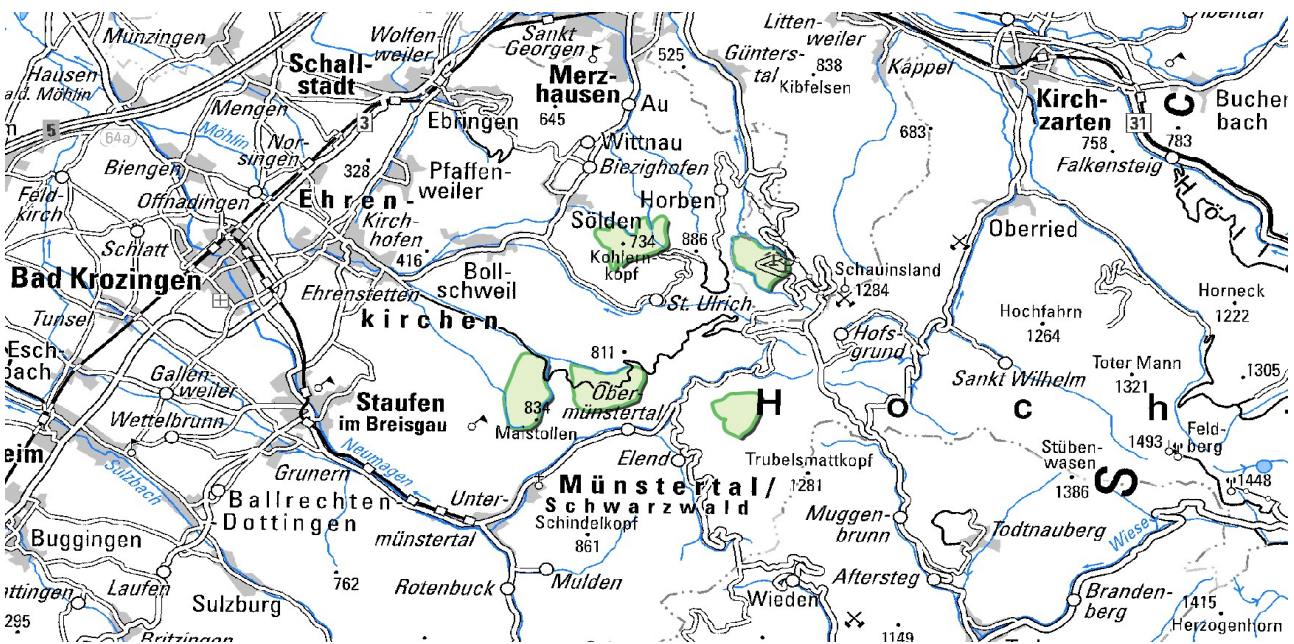 Münzingen
Wolfen-
weiler
Sankt
Georgen
525
Günters-
tal
Litten-
weiler
838
Kibfelsen
Kappel
Schall-
stadt
Merz-
hausen
645
Au
Kirch-
zarten
758
31
C
783
Buchen
bach
Falkensteig
Hausen
a.d. Möhlin
Mengen
3
Ebringen
5
64a
Möhlin
Nor-
singen
Wittnau
683
Biengen
328
Pfaffen-
weiler
Biezighofen
Feld-
kirch
Offnadingen
Ehren-
Horben
H
ö
l
l
Kirch-
hofen
Sölden
734
886
Kohlern-
kopf
Oberried
Schlatt
416
Boll-
schweil
Schauinsland
1284
Bad Krozingen
Ehrenstetten
St. Ulrich
Horneck
1222
Hochfahrn
1264
Tunsel
kirchen
Hofs-
grund
Esch-
bach
811
Toter Mann
1321
1305
Gallen-
weiler
Sankt Wilhelm
Staufen
im Breisgau
834
Maistollen
Ober-
münstertal
H
o
c
h
Wettelbrunn
1493
Feld-
berg
eim
Sulzbach
Grunern
Neumagen
Elend
Trubelsmattkopf
1281
Stüben-
wasen
1386
S
1448
Ballrechten
Dottingen
Unter-
münstertal
Münstertal/
Schwarzwald
Schindelkopf
861
Muggen-
brunn
Todtnauberg
Wiese
Buggingen
Laufen
762
Rotenbuck
Mulden
Wieden
Aftersteg
Branden-
berg
1415
Herzogenhorn
ttingen
Sulzburg
295
Britzingen
1149